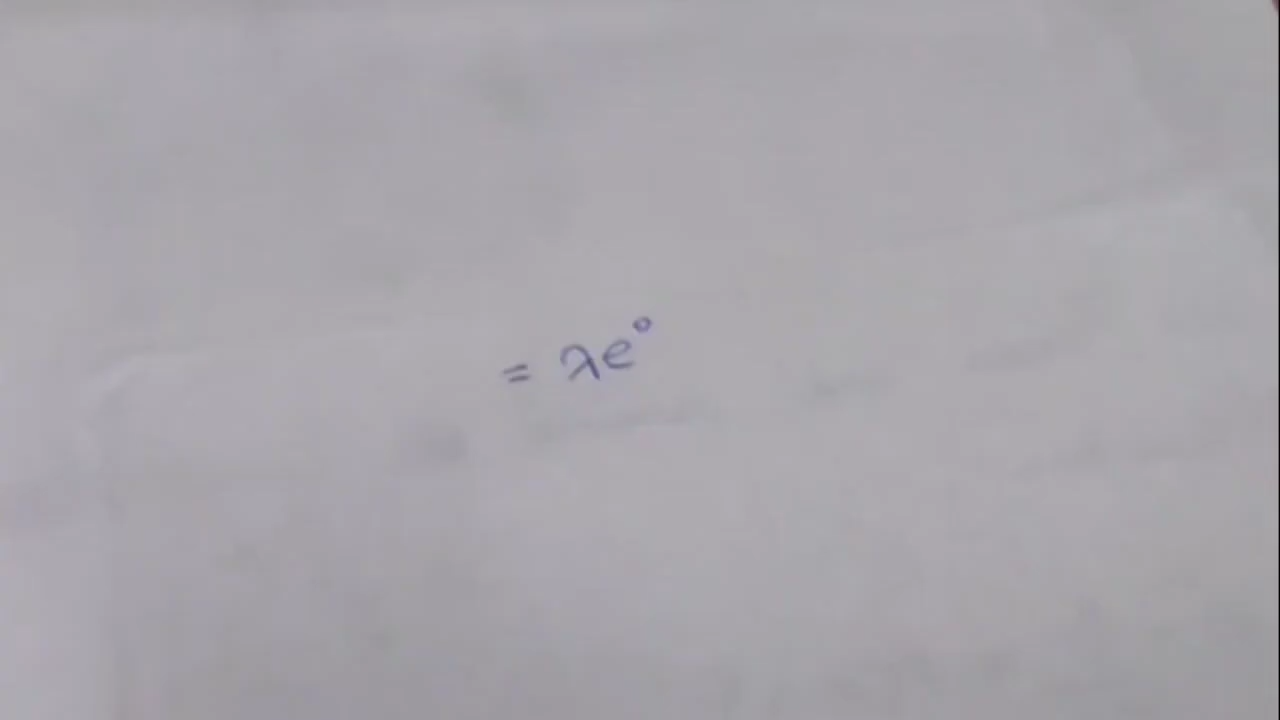 = λe⁰